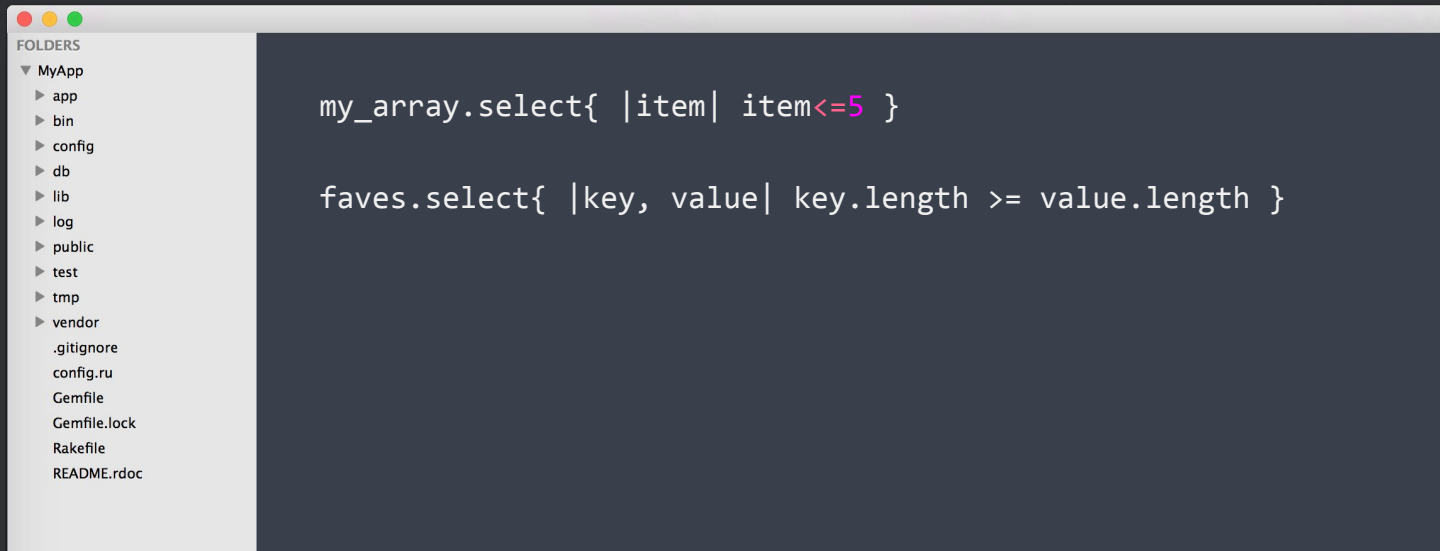 FOLDERS
MyApp
app
bin
config
db
lib
log
public
test
tmp
vendor
.gitignore
config.ru
Gemfile
Gemfile.lock
Rakefile
README.rdoc
my_array.select{ |item| item<=5 }
faves.select{ |key, value| key.length >= value.length }